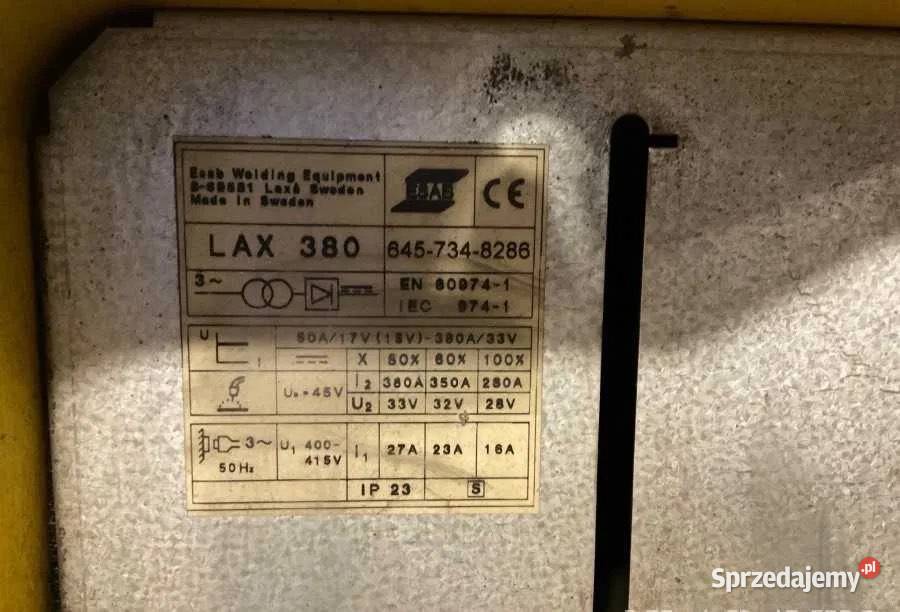 Esab Welding Equipment
S-69581 Laxå Sweden
Made in Sweden
ESAB
CE
LAX 380
645-734-8286
3~
EN 60974-1
IEC 974-1
U
I
50A/17V(15V)-380A/33V
X 60% 100%
U₀=45V
I₂ 380A 350A 280A
U₂ 33V 32V 28V
3~
50Hz
U₁ 400-
415V
I₁ 27A 23A 16A
IP 23
S
Sprzedajemy.pl